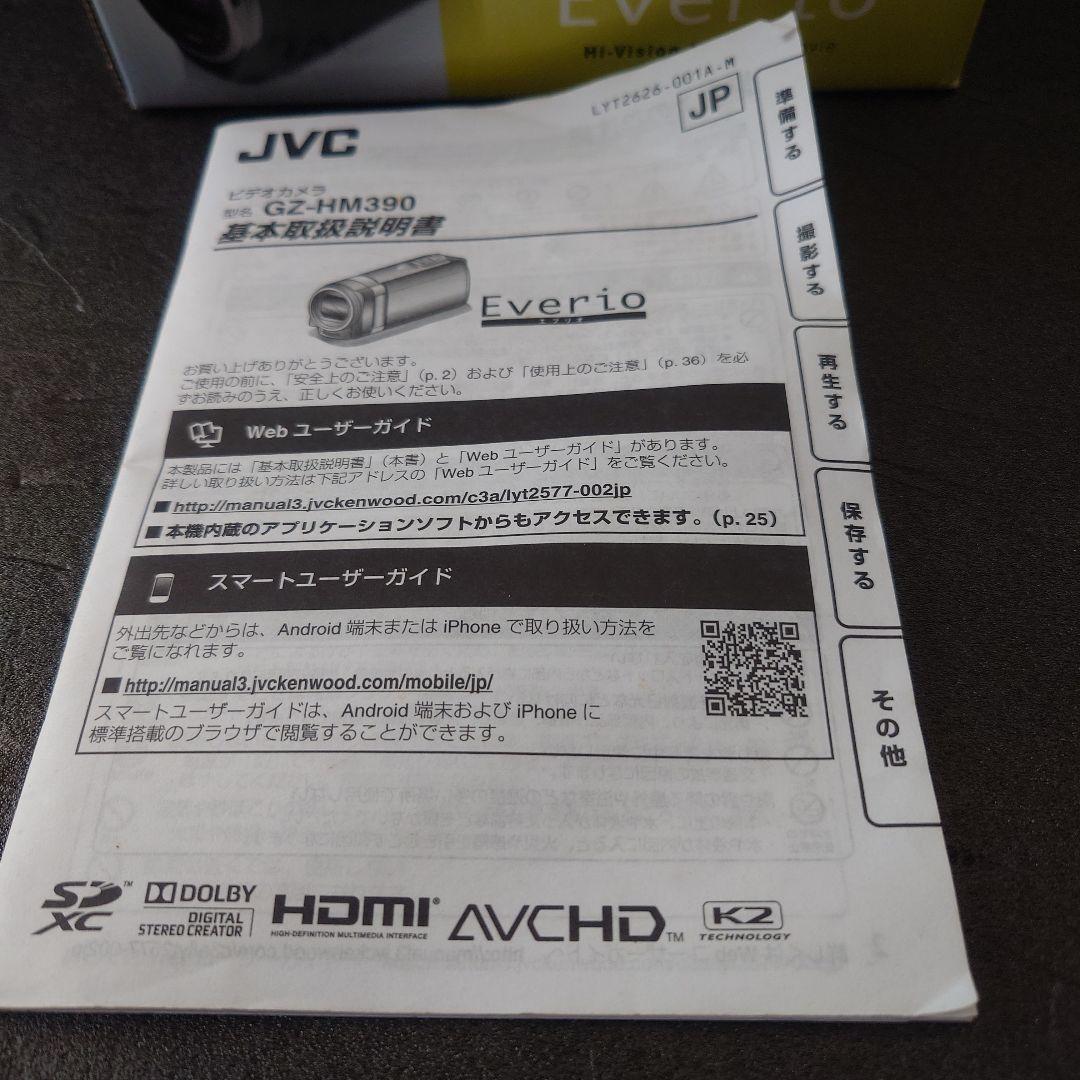 Everio
Hi-Vision
LYT2626-001A-M
JP
JVC
ビデオカメラ
型名 GZ-HM390
基本取扱説明書
Everio
エブリオ
お買い上げありがとうございます。
ご使用の前に、「安全上のご注意」(p. 2) および「使用上のご注意」(p. 36) を必
ずお読みのうえ、正しくお使いください。
Web ユーザーガイド
本製品には「基本取扱説明書」(本書) と「Web ユーザーガイド」があります。
詳しい取り扱い方法は下記アドレスの「Web ユーザーガイド」をご覧ください。
■ http://manual3.jvckenwood.com/c3a/lyt2577-002jp
■ 本機内蔵のアプリケーションソフトからもアクセスできます。(p. 25)
スマートユーザーガイド
外出先などからは、Android 端末または iPhone で取り扱い方法を
ご覧になれます。
■ http://manual3.jvckenwood.com/mobile/jp/
スマートユーザーガイドは、Android 端末および iPhone に
標準搭載のブラウザで閲覧することができます。
準備する
撮影する
再生する
保存する
その他
SD XC™
DOLBY
DIGITAL
STEREO CREATOR
HDMI®
HIGH-DEFINITION MULTIMEDIA INTERFACE
AVCHD™
K2
TECHNOLOGY